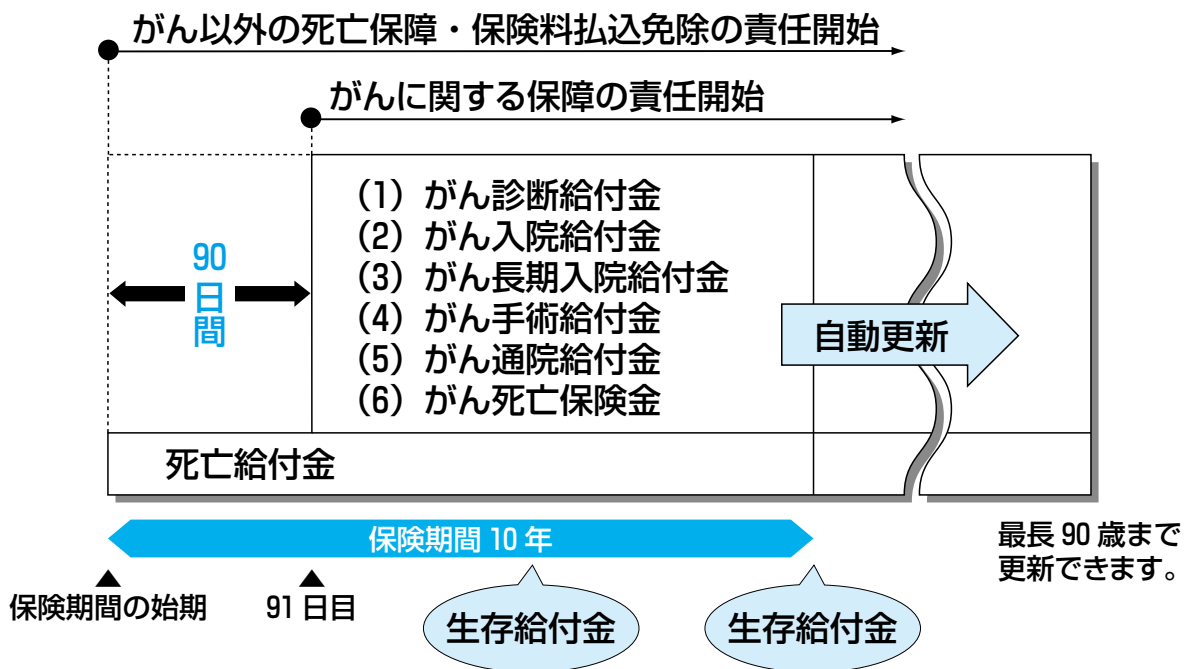 がん以外の死亡保障・保険料払込免除の責任開始
がんに関する保障の責任開始
90日間
(1) がん診断給付金
(2) がん入院給付金
(3) がん長期入院給付金
(4) がん手術給付金
(5) がん通院給付金
(6) がん死亡保険金
自動更新
死亡給付金
保険期間 10 年
最長 90 歳まで
更新できます。
保険期間の始期
91 日目
生存給付金
生存給付金